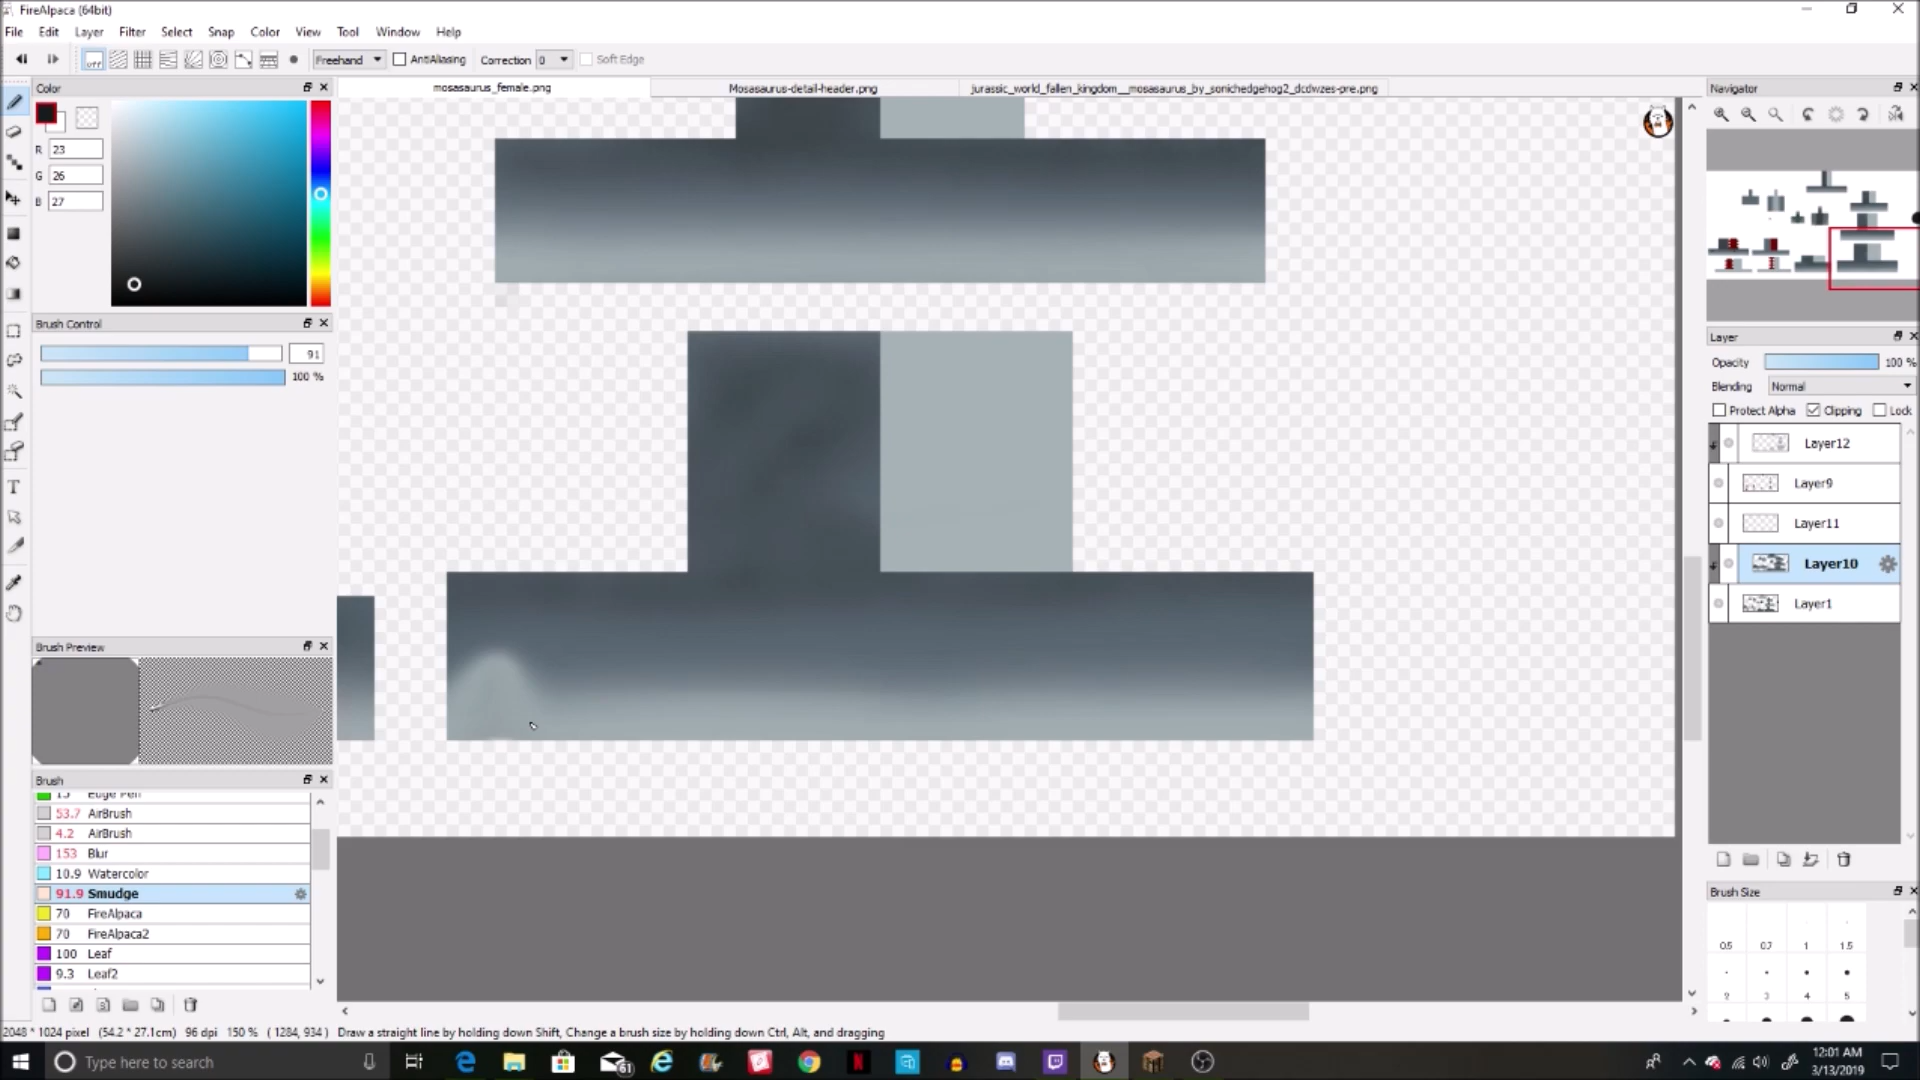 FireAlpaca (64bit)
File Edit Layer Filter Select Snap Color View Tool Window Help
off Freehand AntiAliasing Correction 0 Soft Edge
Color mosasaurus_female.png Mosasaurus-detail-header.png jurassic_world_fallen_kingdom__mosasaurus_by_sonichedgehog2_dcdwzes-pre.png Navigator
R 23
G 26
B 27
Brush Control
91
100 %
Layer
Opacity 100 %
Blending Normal
Protect Alpha Clipping Lock
Layer12
Layer9
Layer11
Layer10
Layer1
Brush Preview
Brush
15 Edge Pen
53.7 AirBrush
4.2 AirBrush
153 Blur
10.9 Watercolor
91.9 Smudge
70 FireAlpaca
70 FireAlpaca2
100 Leaf
9.3 Leaf2
Brush Size
0.5 0.7 1 1.5
2 3 4 5
2048 * 1024 pixel (54.2 * 27.1cm) 96 dpi 150 % ( 1284, 934 ) Draw a straight line by holding down Shift, Change a brush size by holding down Ctrl, Alt, and dragging
Type here to search
61
12:01 AM
3/13/2019